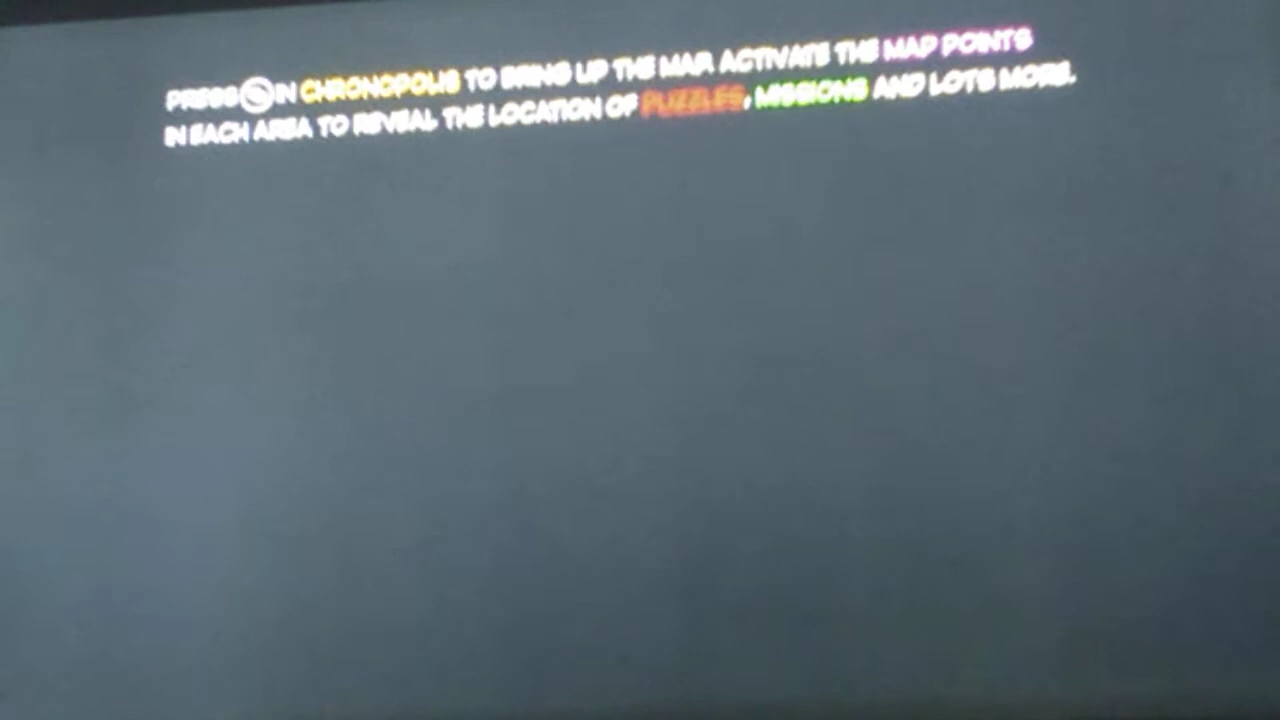 PRESS IN CHRONOPOLIS TO BRING UP THE MAP. ACTIVATE THE MAP POINTS
IN EACH AREA TO REVEAL THE LOCATION OF PUZZLES, MISSIONS AND LOTS MORE.